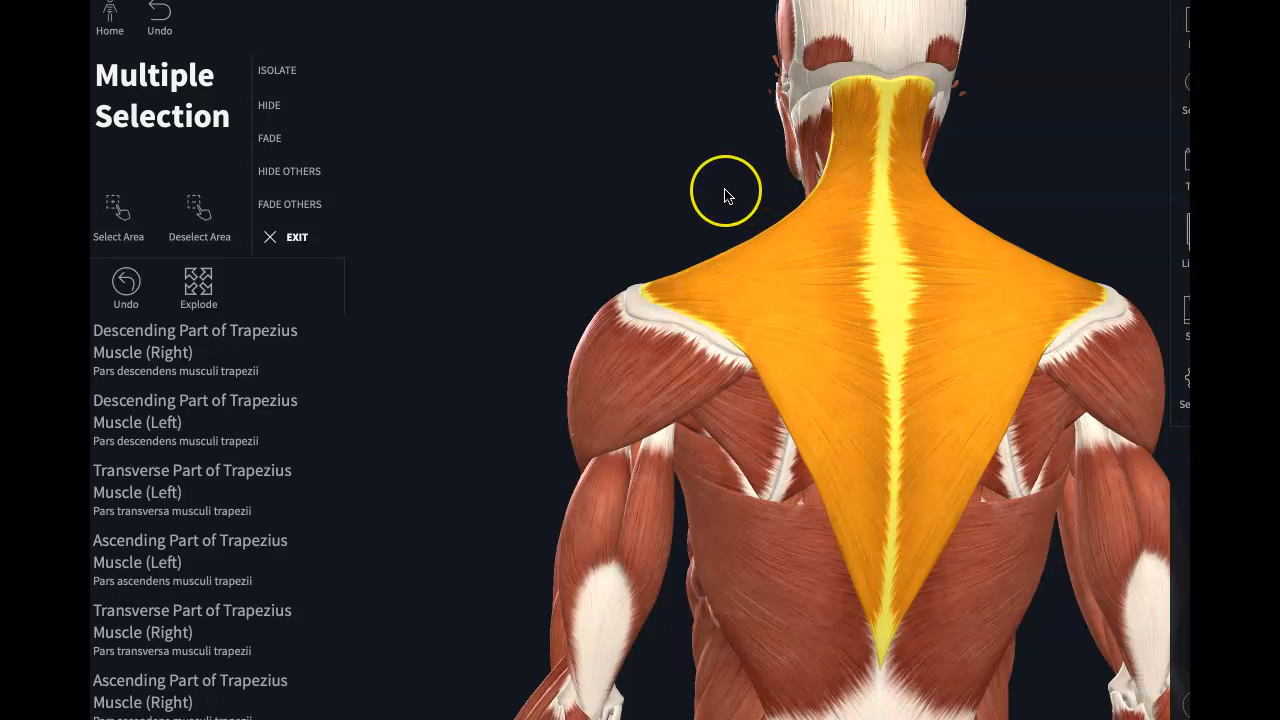 Home
Undo
Multiple
Selection
ISOLATE
HIDE
FADE
HIDE OTHERS
FADE OTHERS
EXIT
Select Area
Deselect Area
Undo
Explode
Descending Part of Trapezius
Muscle (Right)
Pars descendens musculi trapezii
Descending Part of Trapezius
Muscle (Left)
Pars descendens musculi trapezii
Transverse Part of Trapezius
Muscle (Left)
Pars transversa musculi trapezii
Ascending Part of Trapezius
Muscle (Left)
Pars ascendens musculi trapezii
Transverse Part of Trapezius
Muscle (Right)
Pars transversa musculi trapezii
Ascending Part of Trapezius
Muscle (Right)